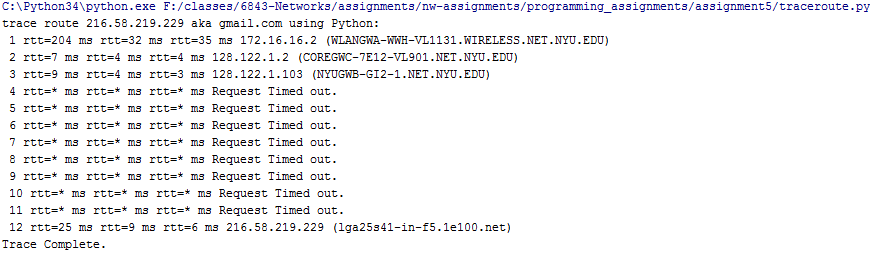 C:\Python34\python.exe F:/classes/6843-Networks/assignments/nw-assignments/programming_assignments/assignment5/traceroute.py
trace route 216.58.219.229 aka gmail.com using Python:
1 rtt=204 ms rtt=32 ms rtt=35 ms 172.16.16.2 (WLANGWA-WWH-VL1131.WIRELESS.NET.NYU.EDU)
2 rtt=7 ms rtt=4 ms rtt=4 ms 128.122.1.2 (COREGWC-7E12-VL901.NET.NYU.EDU)
3 rtt=9 ms rtt=4 ms rtt=3 ms 128.122.1.103 (NYUGWB-GI2-1.NET.NYU.EDU)
4 rtt=* ms rtt=* ms rtt=* ms Request Timed out.
5 rtt=* ms rtt=* ms rtt=* ms Request Timed out.
6 rtt=* ms rtt=* ms rtt=* ms Request Timed out.
7 rtt=* ms rtt=* ms rtt=* ms Request Timed out.
8 rtt=* ms rtt=* ms rtt=* ms Request Timed out.
9 rtt=* ms rtt=* ms rtt=* ms Request Timed out.
10 rtt=* ms rtt=* ms rtt=* ms Request Timed out.
11 rtt=* ms rtt=* ms rtt=* ms Request Timed out.
12 rtt=25 ms rtt=9 ms rtt=6 ms 216.58.219.229 (lga25s41-in-f5.1e100.net)
Trace Complete.